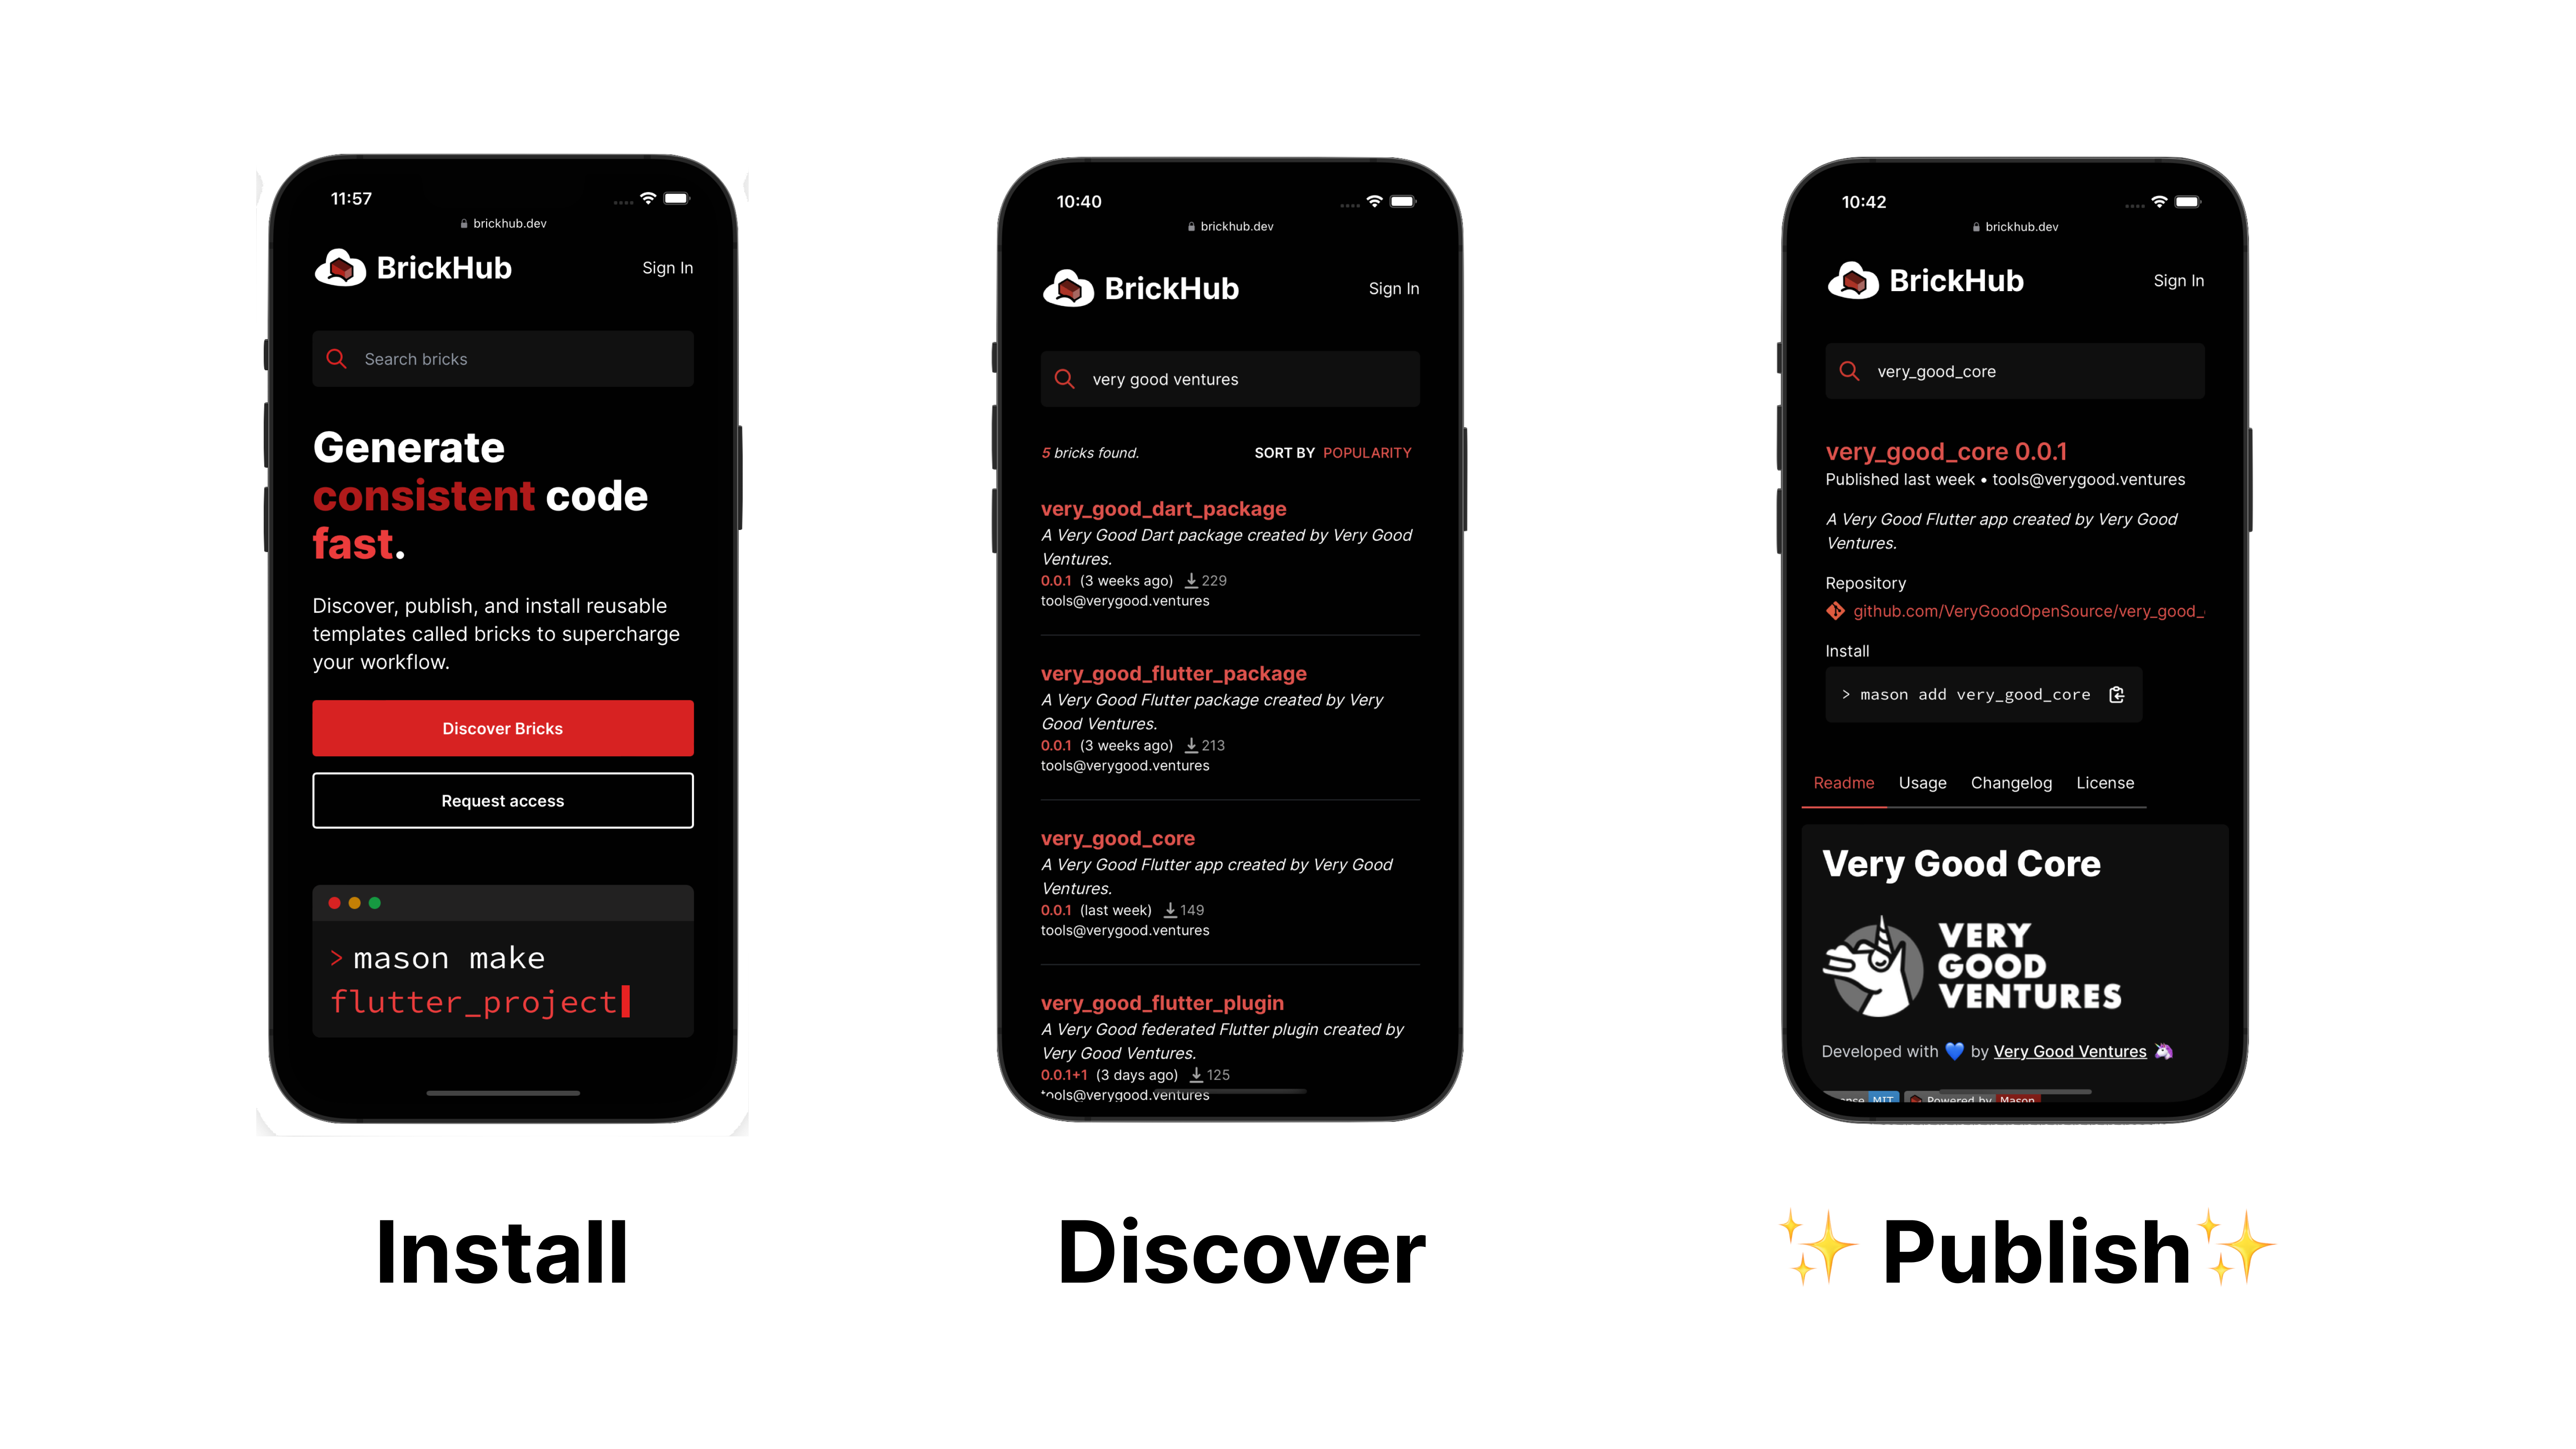 11:57
brickhub.dev
BrickHub
Sign In
Search bricks
Generate
consistent code
fast.
Discover, publish, and install reusable
templates called bricks to supercharge
your workflow.
Discover Bricks
Request access
> mason make
flutter_project
Install
10:40
brickhub.dev
BrickHub
Sign In
very good ventures
5 bricks found.
SORT BY POPULARITY
very_good_dart_package
A Very Good Dart package created by Very Good
Ventures.
0.0.1 (3 weeks ago) 229
tools@verygood.ventures
very_good_flutter_package
A Very Good Flutter package created by Very
Good Ventures.
0.0.1 (3 weeks ago) 213
tools@verygood.ventures
very_good_core
A Very Good Flutter app created by Very Good
Ventures.
0.0.1 (last week) 149
tools@verygood.ventures
very_good_flutter_plugin
A Very Good federated Flutter plugin created by
Very Good Ventures.
0.0.1+1 (3 days ago) 125
tools@verygood.ventures
Discover
10:42
brickhub.dev
BrickHub
Sign In
very_good_core
very_good_core 0.0.1
Published last week • tools@verygood.ventures
A Very Good Flutter app created by Very Good
Ventures.
Repository
github.com/VeryGoodOpenSource/very_good_
Install
> mason add very_good_core
Readme Usage Changelog License
Very Good Core
VERY
GOOD
VENTURES
Developed with 💙 by Very Good Ventures 🦄
MIT Powered by Mason
✨ Publish✨